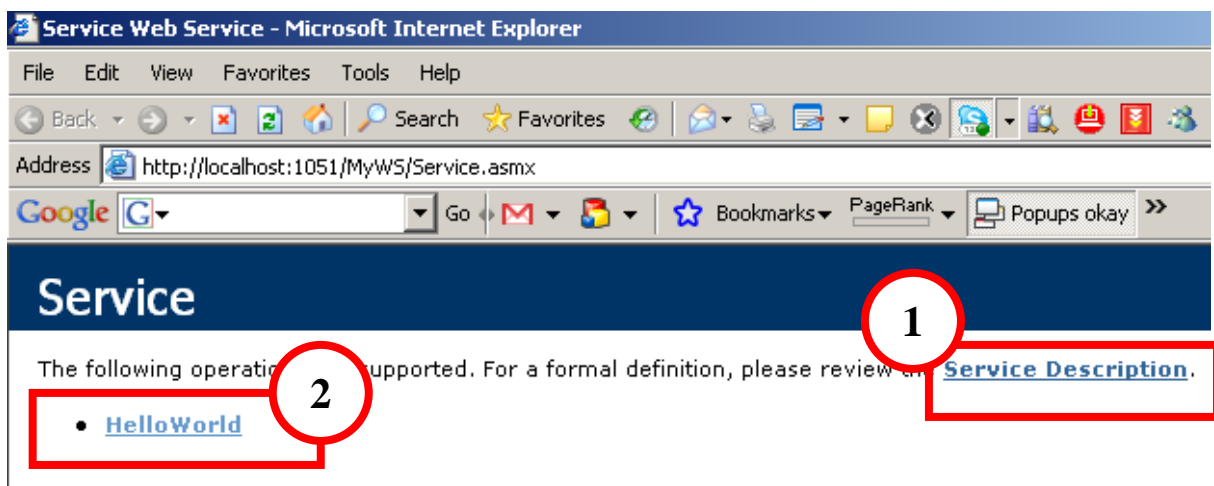 Service Web Service - Microsoft Internet Explorer
File Edit View Favorites Tools Help
Back Search Favorites
Address http://localhost:1051/MyWS/Service.asmx
Google G Go Bookmarks PageRank Popups okay »
Service
1
The following operatio supported. For a formal definition, please review the Service Description.
2
• HelloWorld